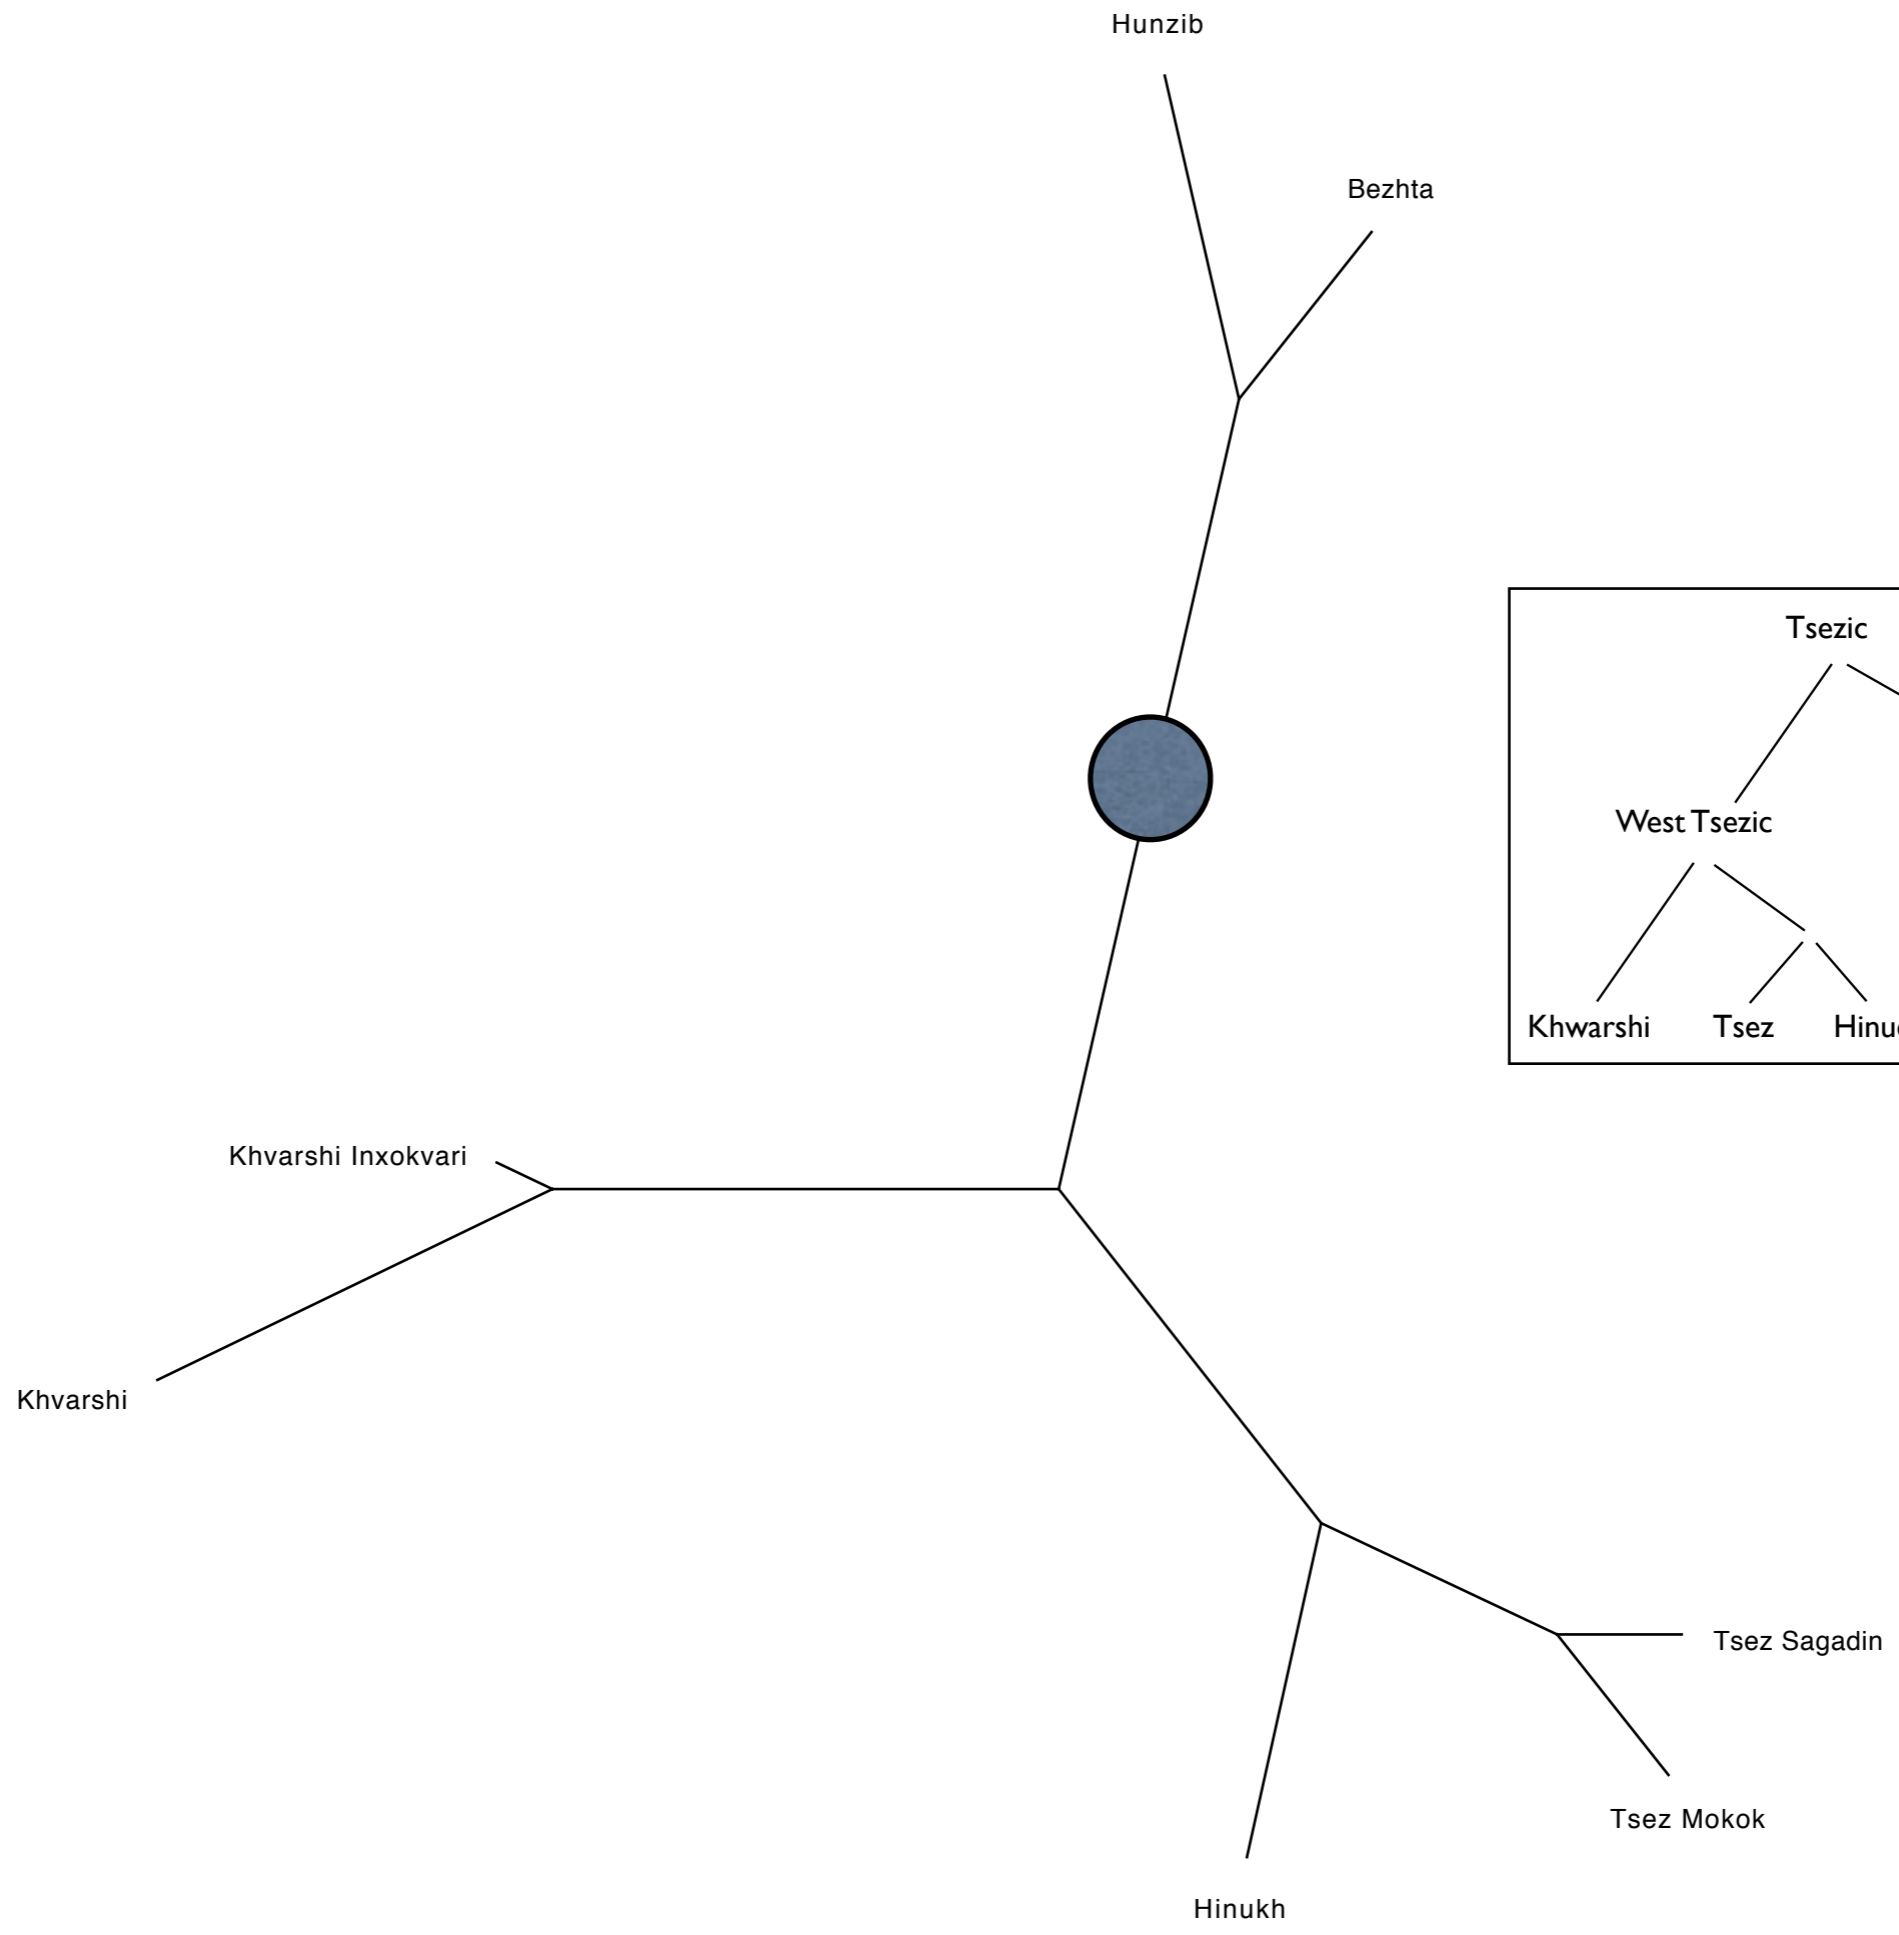 Hunzib
Bezhta
Tsezic
West Tsezic
Khwarshi Tsez
Khvarshi Inxokvari
Khvarshi
Tsez Sagadin
Tsez Mokok
Hinukh